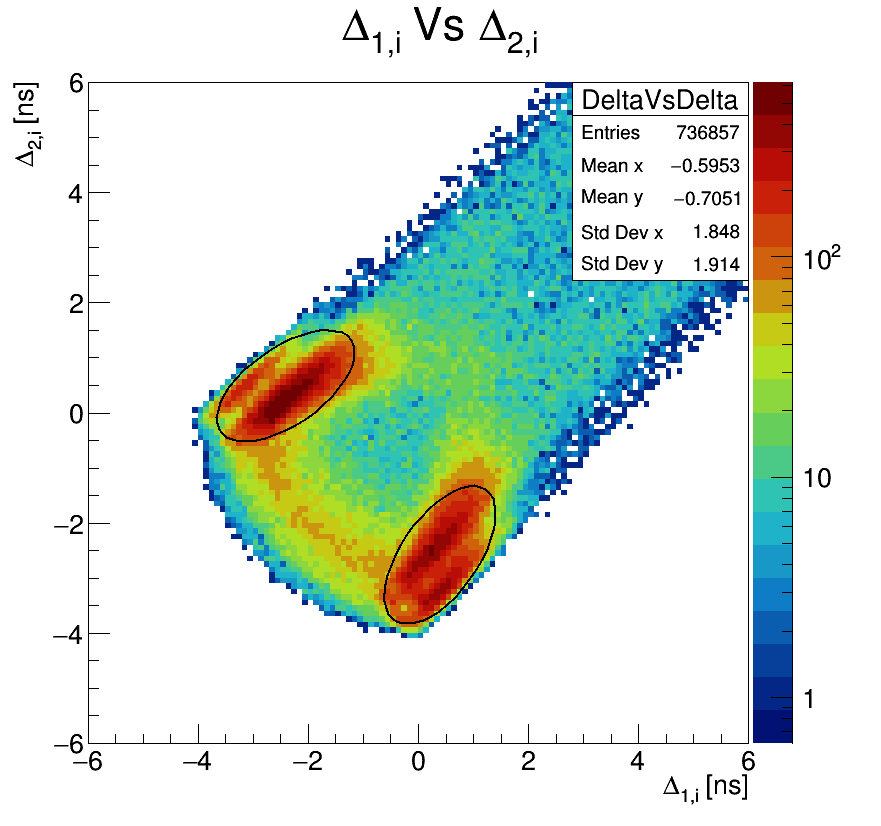 Δ1,i Vs Δ2,i
Δ2,i [ns]
DeltaVsDelta
Entries 736857
Mean x −0.5953
Mean y −0.7051
Std Dev x 1.848
Std Dev y 1.914
6
4
2
0
−2
−4
−6
−6 −4 −2 0 2 4 6
Δ1,i [ns]
10²
10
1